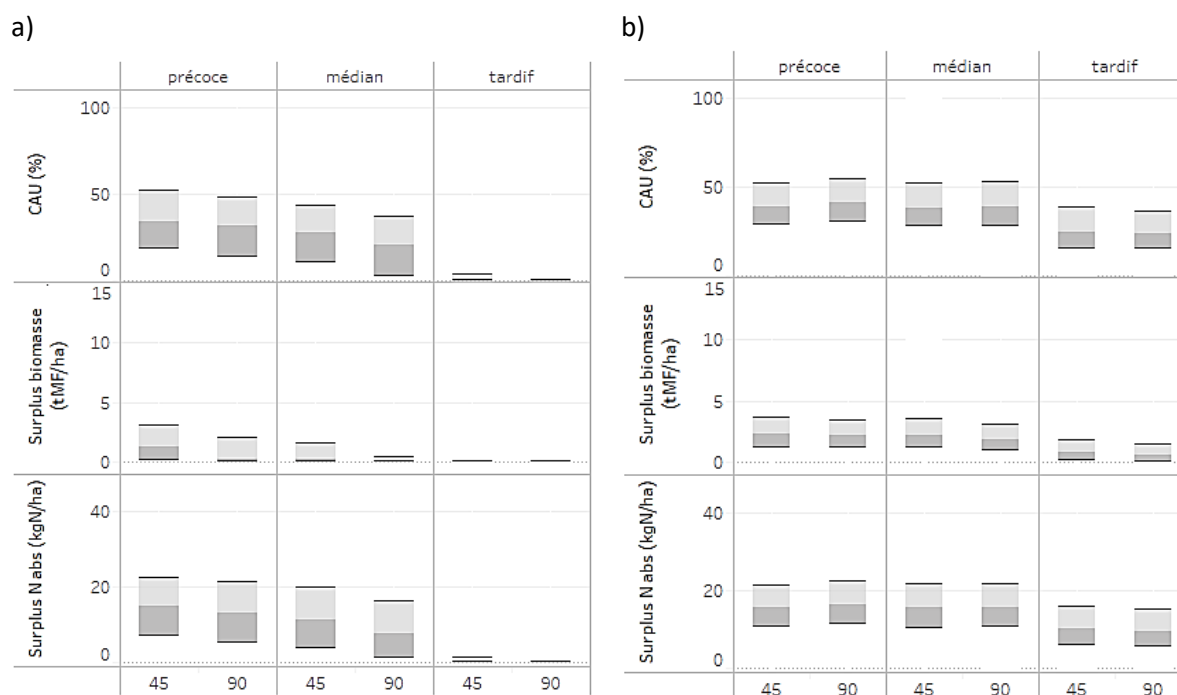 a)
précoce médian tardif
CAU (%)
100
50
0
Surplus biomasse
(tMF/ha)
15
10
5
0
Surplus N abs (kgN/ha)
40
20
0
45 90 45 90 45 90
b)
précoce médian tardif
CAU (%)
100
50
0
Surplus biomasse
(tMF/ha)
15
10
5
0
Surplus N abs (kgN/ha)
40
20
0
45 90 45 90 45 90